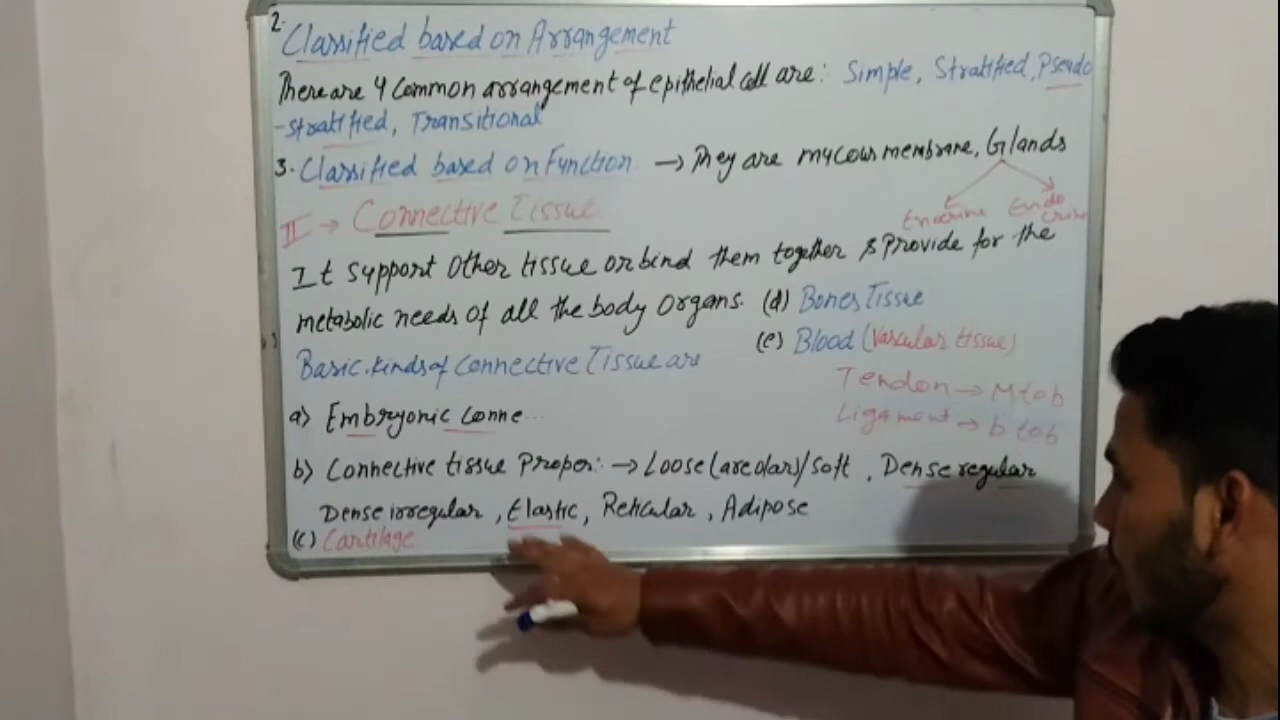 2.
Classified based on Arrangement
There are 4 Common arrangement of epithelial cell are: Simple, Stratified, Pseudo
-stratified, Transitional
3. Classified based on Function → They are mucous membrane, Glands
Endo
crine
II → Connective Tissue
It support other tissue or bind them together & Provide for the
metabolic needs of all the body organs. (d) Bones Tissue
(e) Blood (Vascular tissue)
Basic kinds of Connective Tissue are
Tendon → M to b
Ligament → b to b
a) Embryonic Conne...
b) Connective tissue Proper: → Loose (areolar)/soft, Dense regular
Dense irregular, Elastic, Reticular, Adipose
(c) Cartilage